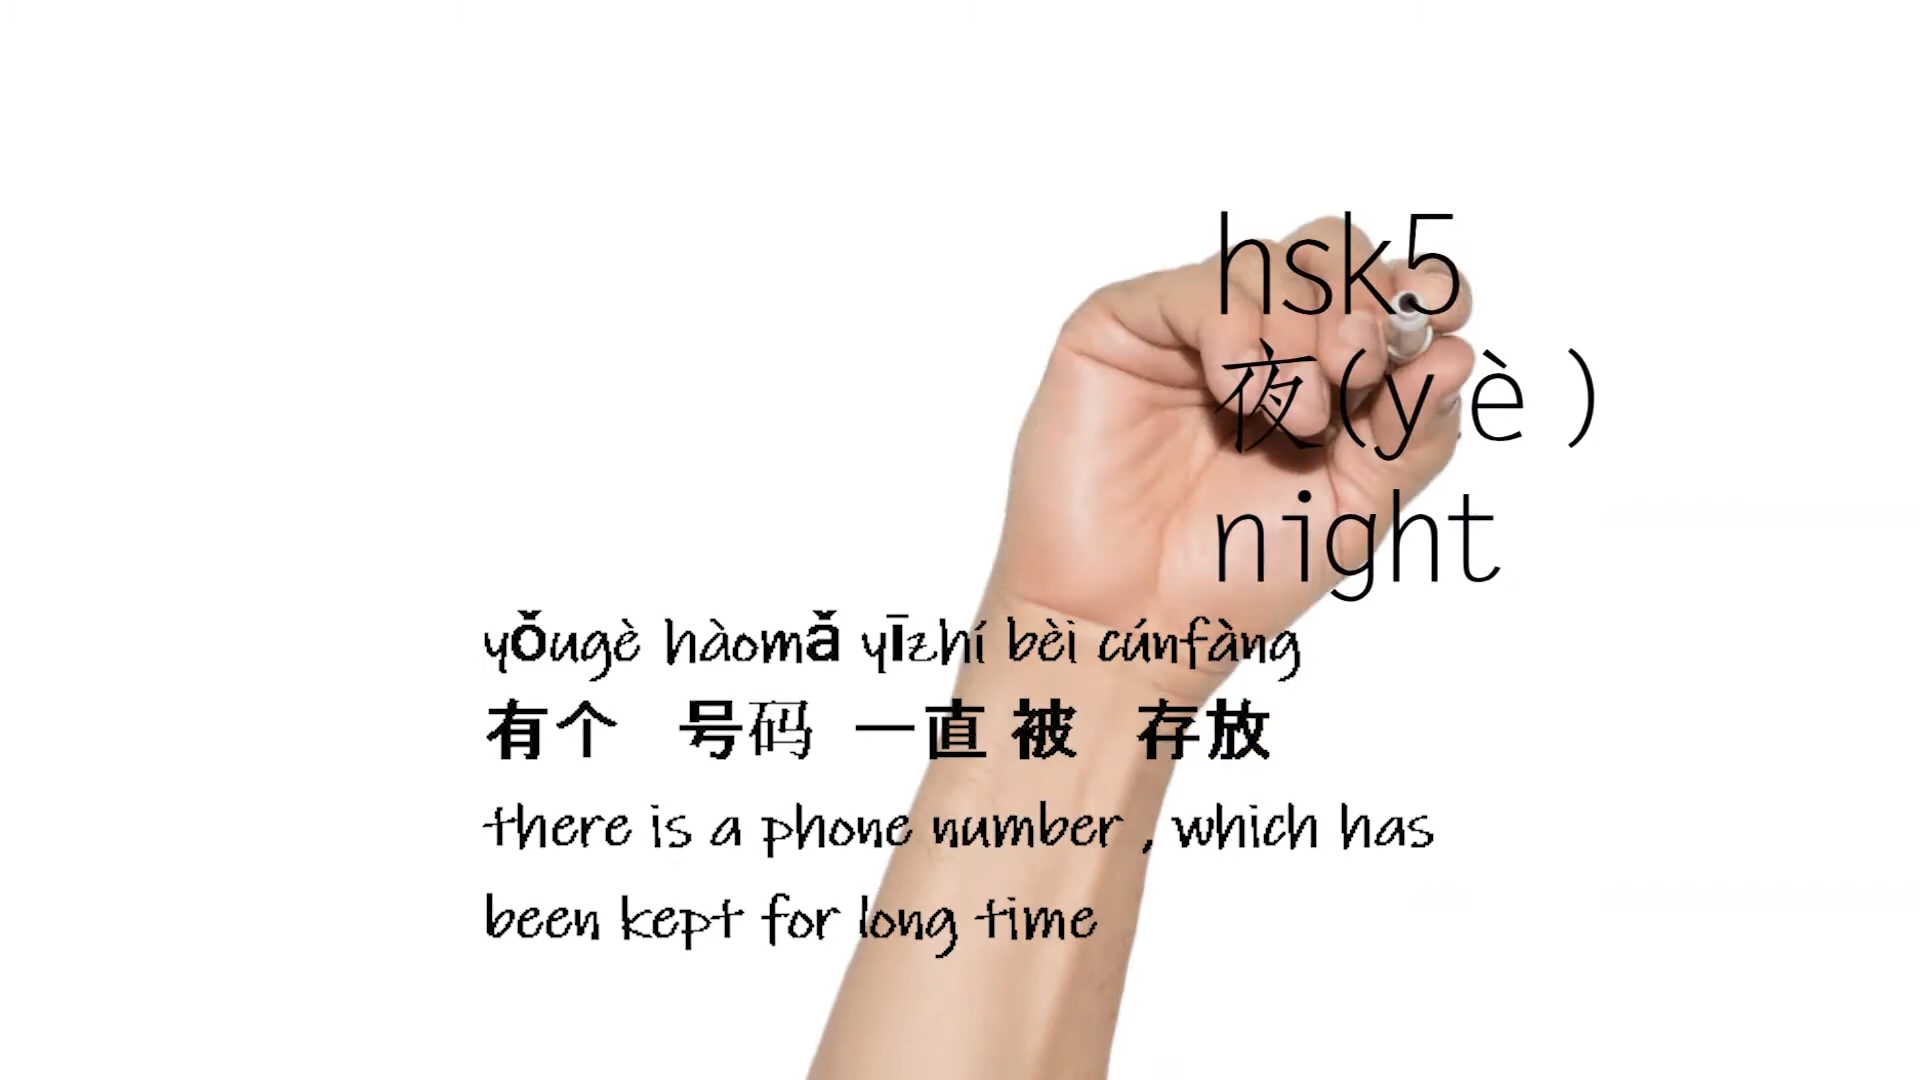 hsk5
夜(yè)
night
yǒugè hàomǎ yīzhí bèi cúnfàng
有个 号码 一直 被 存放
there is a phone number , which has
been kept for long time